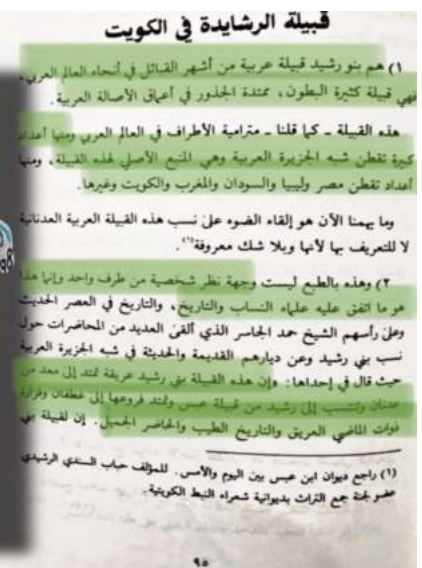 قبيلة الرشايدة في الكويت
١) هم بنو رشيد قبيلة عربية من أشهر القبائل في أنحاء العالم العربي،
فهي قبيلة كثيرة البطون، ممتدة الجذور في أعماق الأصالة العربية.
هذه القبيلة ـ كما قلنا ـ مترامية الأطراف في العالم العربي ومنها أعداد
كبيرة تقطن شبه الجزيرة العربية وهي المنبع الأصلي لهذه القبيلة، ومنها
أعداد تقطن مصر وليبيا والسودان والمغرب والكويت وغيرها.
وما يهمنا الآن هو إلقاء الضوء على نسب هذه القبيلة العربية العدنانية
لا للتعريف بها لأنها وبلا شك معروفة(١).
٢) وهذه بالطبع ليست وجهة نظر شخصية من طرف واحد وإنما هذا
هو ما اتفق عليه علماء النساب والتاريخ، والتاريخ في العصر الحديث
وعلى رأسهم الشيخ حمد الجاسر الذي ألقى العديد من المحاضرات حول
نسب بني رشيد وعن ديارهم القديمة والحديثة في شبه الجزيرة العربية
حيث قال في إحداها: وإن هذه القبيلة بني رشيد عريقة تمتد إلى معد من
عدنان وتنتسب إلى رشيد من قبيلة عبس وتمتد فروعها إلى غطفان وفزارة
ذوات الماضي العريق والتاريخ الطيب والحاضر الجميل. إن لقبيلة بني
(١) راجع ديوان ابن عبس بين اليوم والأمس. للمؤلف حباب السندي الرشيدي
عضو لجنة جمع التراث بديوانية شعراء النبط الكويتية.
٩٥